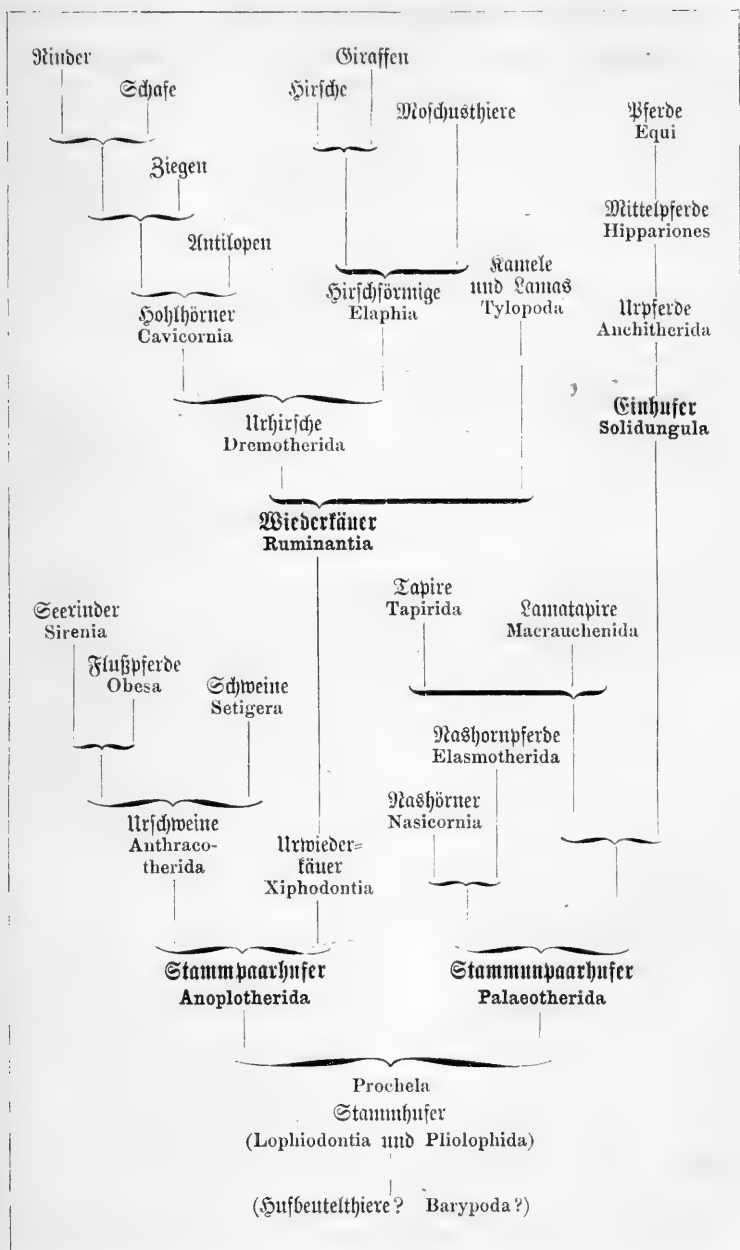 Rinder
Giraffen
Schafe
Hirsche
Moschusthiere
Pferde
Equi
Ziegen
Mittelpferde
Hippariones
Antilopen
Kamele
und Lamas
Tylopoda
Hohlhörner
Cavicornia
Hirschförmige
Elaphia
Urpferde
Anchitherida
Einhufer
Solidungula
Urhirsche
Dremotherida
Wiederkäuer
Ruminantia
Seerinder
Sirenia
Tapire
Tapirida
Lamatapire
Macrauchenida
Flußpferde
Obesa
Schweine
Setigera
Nashornpferde
Elasmotherida
Nashörner
Nasicornia
Urschweine
Anthraco-
therida
Urwieder=
käuer
Xiphodontia
Stammpaarhufer
Anoplotherida
Stammunpaarhufer
Palaeotherida
Prochela
Stammhufer
(Lophiodontia und Pliolophida)
(Hufbeutelthiere? Barypoda?)